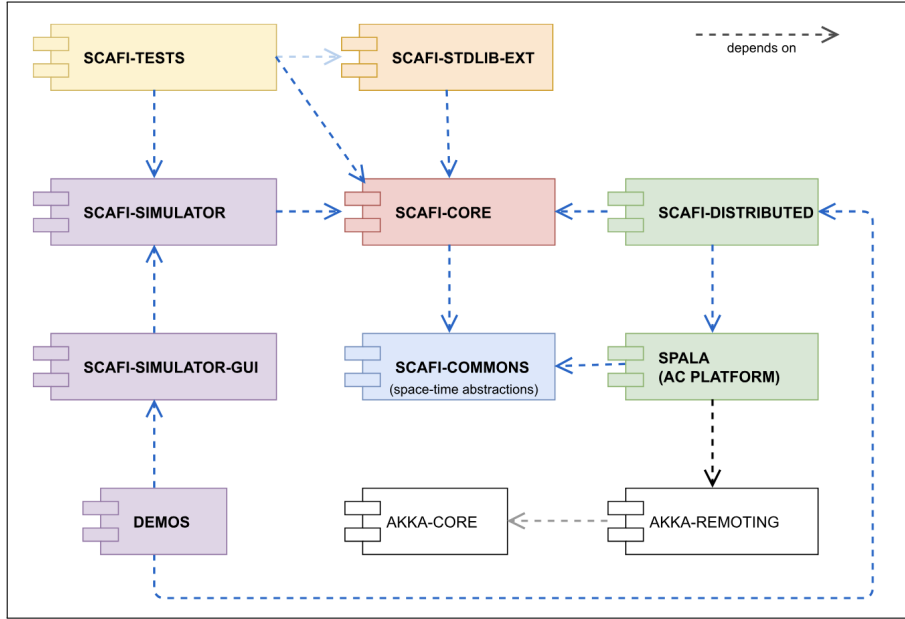 SCAFI-TESTS
SCAFI-STDLIB-EXT
depends on
SCAFI-SIMULATOR
SCAFI-CORE
SCAFI-DISTRIBUTED
SCAFI-SIMULATOR-GUI
SCAFI-COMMONS
(space-time abstractions)
SPALA
(AC PLATFORM)
DEMOS
AKKA-CORE
AKKA-REMOTING